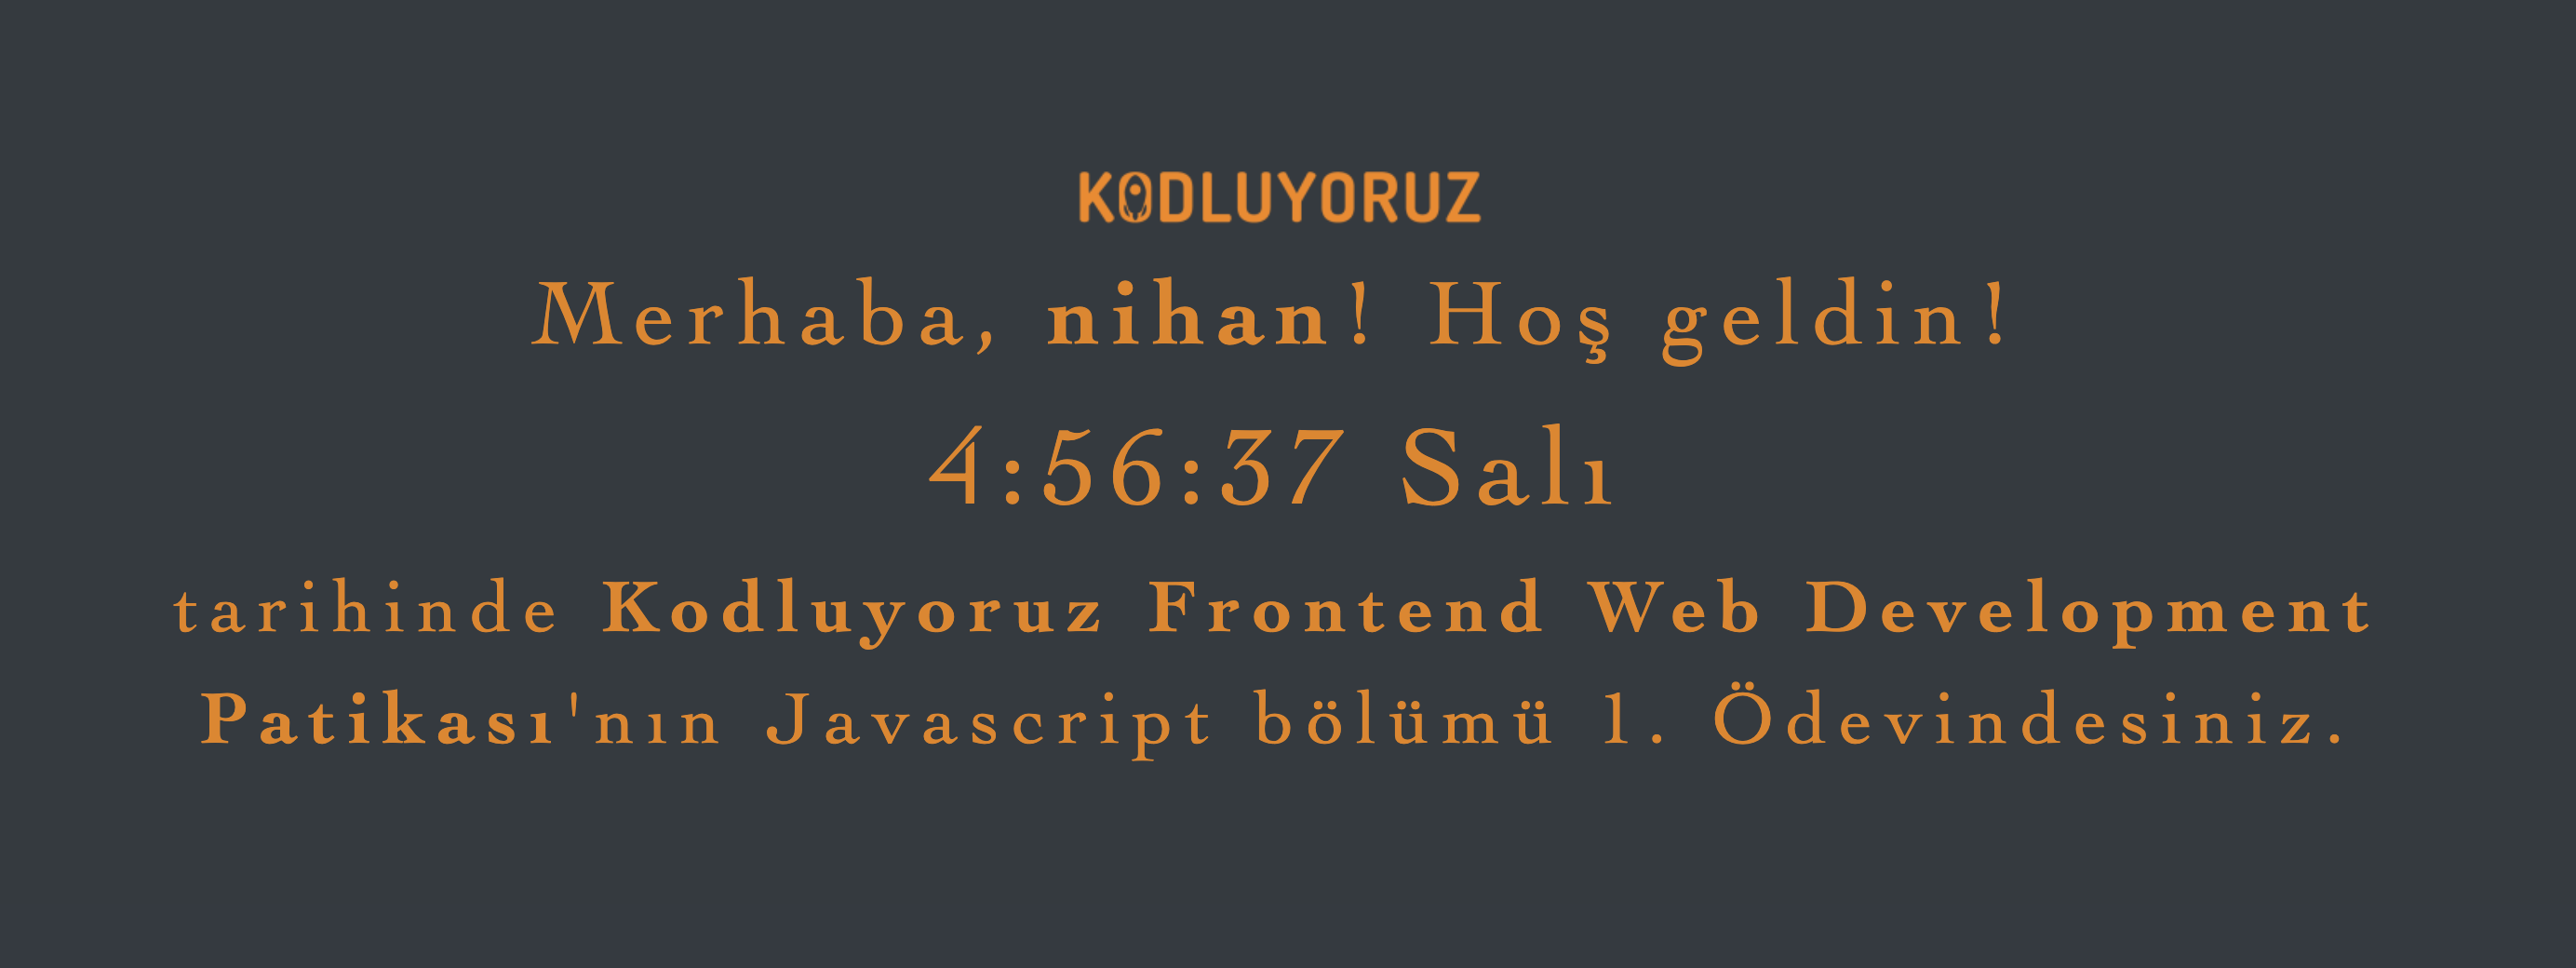 KODLUYORUZ
Merhaba, nihan! Hoş geldin!
4:56:37 Salı
tarihinde Kodluyoruz Frontend Web Development
Patikası'nın Javascript bölümü 1. Ödevindesiniz.